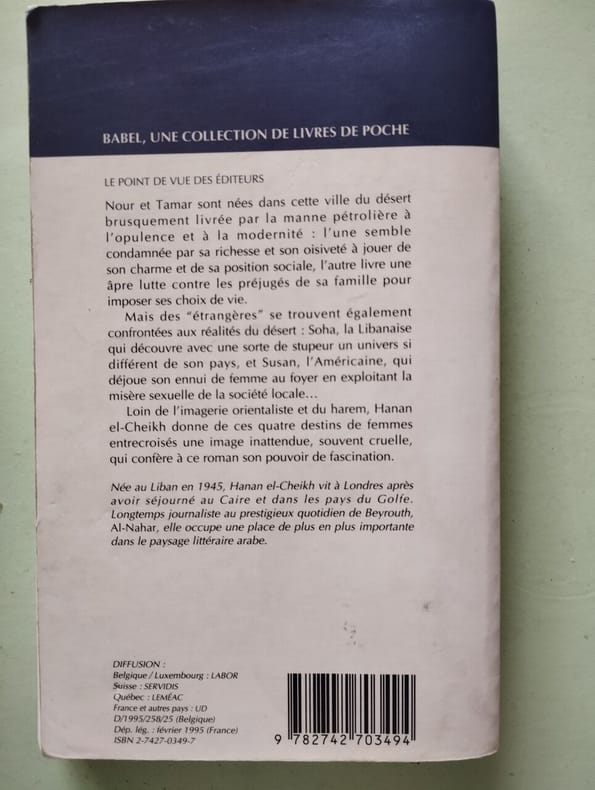 BABEL, UNE COLLECTION DE LIVRES DE POCHE
LE POINT DE VUE DES ÉDITEURS
Nour et Tamar sont nées dans cette ville du désert
brusquement livrée par la manne pétrolière à
l'opulence et à la modernité : l'une semble
condamnée par sa richesse et son oisiveté à jouer de
son charme et de sa position sociale, l'autre livre une
âpre lutte contre les préjugés de sa famille pour
imposer ses choix de vie.
Mais des "étrangères" se trouvent également
confrontées aux réalités du désert : Soha, la Libanaise
qui découvre avec une sorte de stupeur un univers si
différent de son pays, et Susan, l'Américaine, qui
déjoue son ennui de femme au foyer en exploitant la
misère sexuelle de la société locale...
Loin de l'imagerie orientaliste et du harem, Hanan
el-Cheikh donne de ces quatre destins de femmes
entrecroisés une image inattendue, souvent cruelle,
qui confère à ce roman son pouvoir de fascination.
Née au Liban en 1945, Hanan el-Cheikh vit à Londres après
avoir séjourné au Caire et dans les pays du Golfe.
Longtemps journaliste au prestigieux quotidien de Beyrouth,
Al-Nahar, elle occupe une place de plus en plus importante
dans le paysage littéraire arabe.
DIFFUSION :
Belgique / Luxembourg : LABOR
Suisse : SERVIDIS
Québec : LEMÉAC
France et autres pays : UD
D/1995/258/25 (Belgique)
Dép. lég. : février 1995 (France)
ISBN 2-7427-0349-7
9 782742 703494